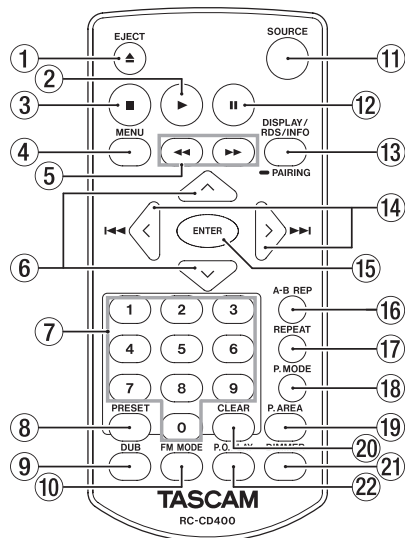 EJECT
SOURCE
1
2
11
3
12
MENU
DISPLAY/
RDS/INFO
4
13
5
PAIRING
14
ENTER
6
15
A-B REP
7
1 2 3
16
REPEAT
4 5 6
17
P.MODE
7 8 9
18
PRESET
CLEAR
P.AREA
8
0
19
20
DUB
FM MODE
9
21
10
22
TASCAM
RC-CD400